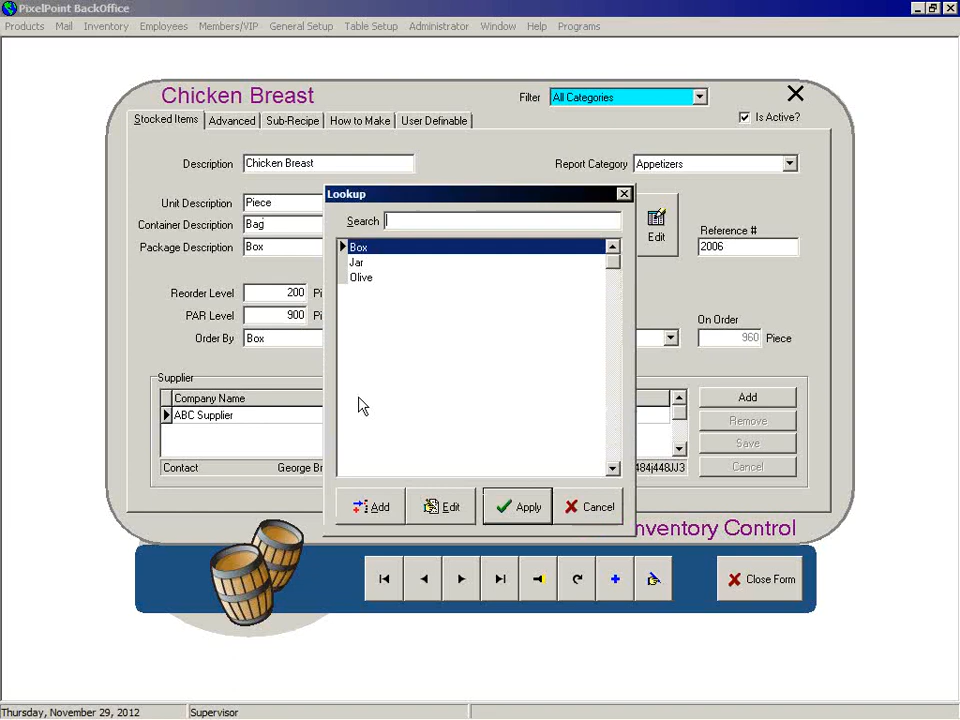 PixelPoint BackOffice
Products Mail Inventory Employees Members/VIP General Setup Table Setup Administrator Window Help Programs
Chicken Breast
Filter All Categories
Stocked Items Advanced Sub-Recipe How to Make User Definable
Is Active?
Description Chicken Breast
Report Category Appetizers
Lookup
Unit Description Piece
Search
Container Description Bag
Edit
Reference #
Package Description Box
2006
Box
Jar
Olive
Reorder Level 200
PAR Level 900
On Order
Order By Box
960 Piece
Supplier
Company Name
Add
ABC Supplier
Remove
Save
Contact
484j448JJ3
Cancel
Add Edit Apply Cancel
nventory Control
Close Form
Thursday, November 29, 2012 Supervisor